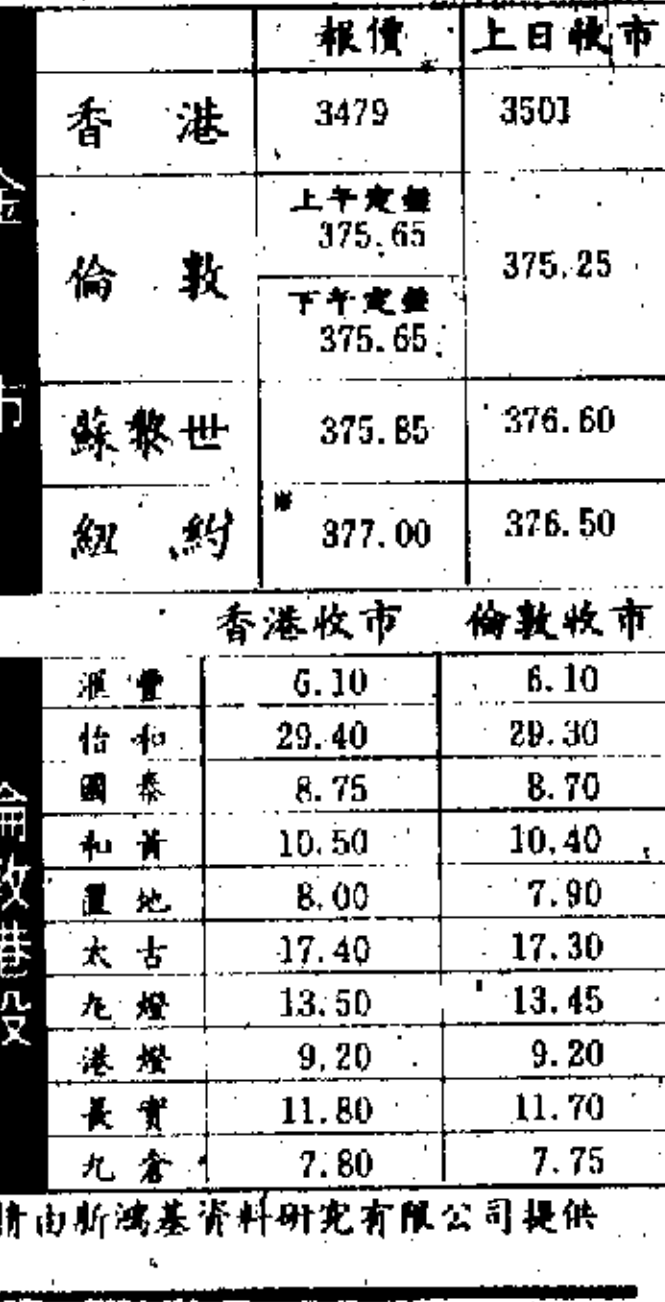 報價 上日收市
金市
香港 3479 3501
倫敦 上午定盤 375.65 375.25
下午定盤 375.65
蘇黎世 375.85 376.60
紐約 377.00 376.50
香港收市 倫敦收市
倫敦港股
滙豐 6.10 6.10
怡和 29.40 29.30
國泰 8.75 8.70
和黃 10.50 10.40
置地 8.00 7.90
太古 17.40 17.30
九燈 13.50 13.45
港燈 9.20 9.20
長實 11.80 11.70
九倉 7.80 7.75
由新鴻基資料研究有限公司提供